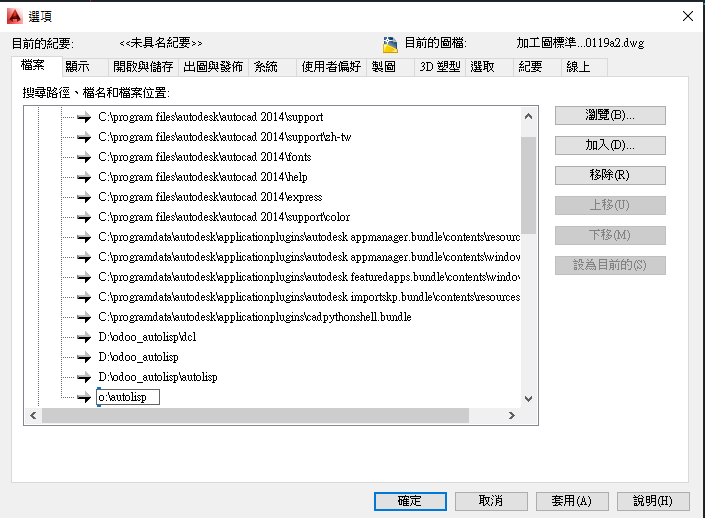 選項
目前的紀要: <<未具名紀要>> 目前的圖檔: 加工圖標準...0119a2.dwg
檔案 顯示 開啟與儲存 出圖與發佈 系統 使用者偏好 製圖 3D 塑型 選取 紀要 線上
搜尋路徑、檔名和檔案位置:
C:\program files\autodesk\autocad 2014\support
C:\program files\autodesk\autocad 2014\support\zh-tw
C:\program files\autodesk\autocad 2014\fonts
C:\program files\autodesk\autocad 2014\help
C:\program files\autodesk\autocad 2014\express
C:\program files\autodesk\autocad 2014\support\color
C:\programdata\autodesk\applicationplugins\autodesk appmanager.bundle\contents\resourc
C:\programdata\autodesk\applicationplugins\autodesk appmanager.bundle\contents\window
C:\programdata\autodesk\applicationplugins\autodesk featuredapps.bundle\contents\window
C:\programdata\autodesk\applicationplugins\autodesk importskp.bundle\contents\resources
C:\programdata\autodesk\applicationplugins\cadpythonshell.bundle
D:\odoo_autolisp\dcl
D:\odoo_autolisp
D:\odoo_autolisp\autolisp
o:\autolisp
瀏覽(B)...
加入(D)...
移除(R)
上移(U)
下移(M)
設為目前的(S)
確定 取消 套用(A) 說明(H)